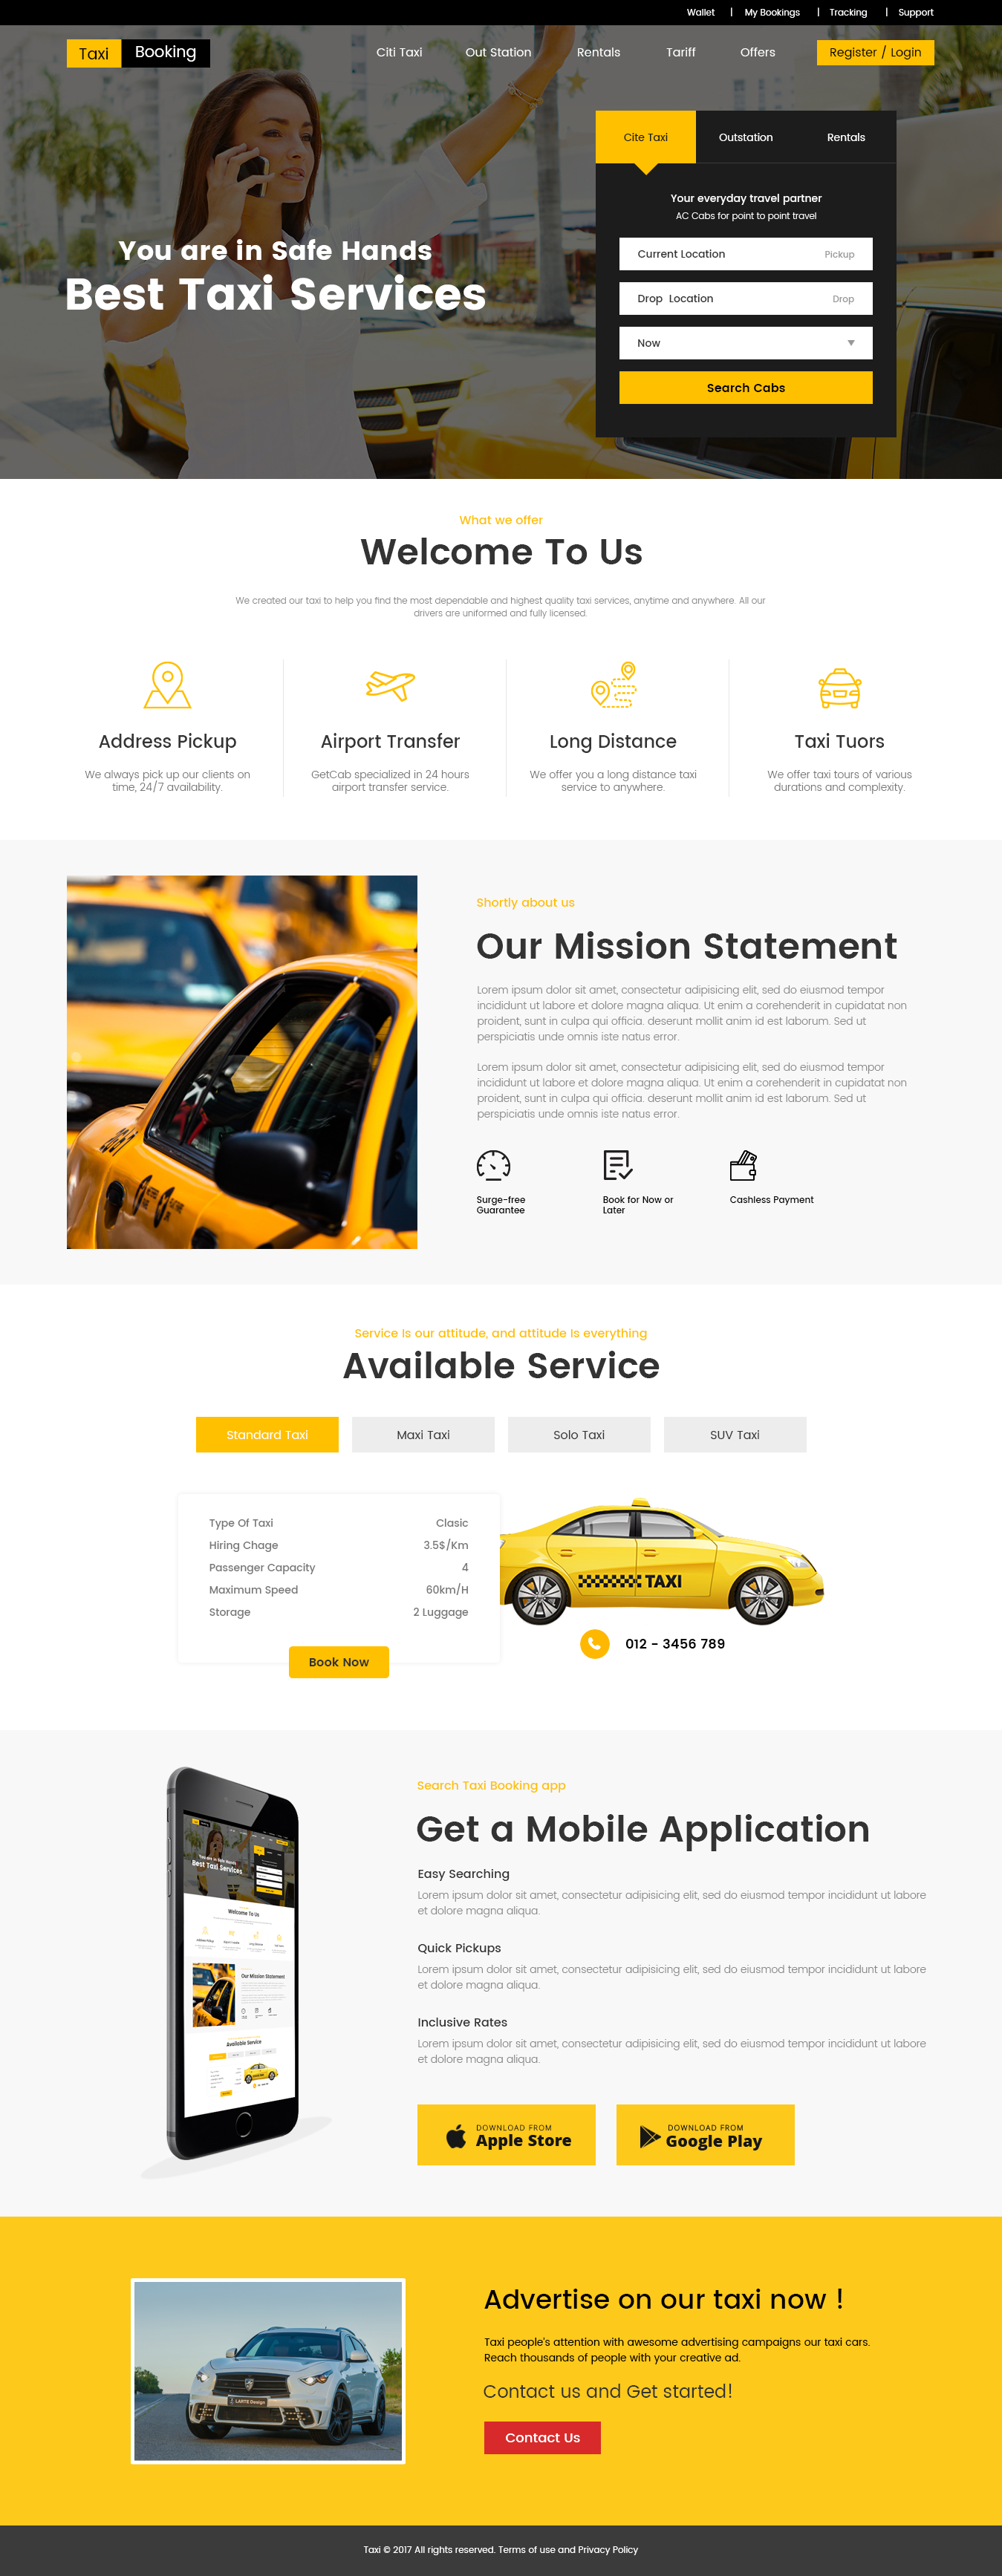 Wallet | My Bookings | Tracking | Support
Taxi Booking
Citi Taxi Out Station Rentals Tariff Offers Register / Login
Cite Taxi Outstation Rentals
Your everyday travel partner
AC Cabs for point to point travel
Current Location Pickup
Drop Location Drop
Now
Search Cabs
You are in Safe Hands
Best Taxi Services
What we offer
Welcome To Us
We created our taxi to help you find the most dependable and highest quality taxi services, anytime and anywhere. All our
drivers are uniformed and fully licensed.
Address Pickup
We always pick up our clients on
time, 24/7 availability.
Airport Transfer
GetCab specialized in 24 hours
airport transfer service.
Long Distance
We offer you a long distance taxi
service to anywhere.
Taxi Tuors
We offer taxi tours of various
durations and complexity.
Shortly about us
Our Mission Statement
Lorem ipsum dolor sit amet, consectetur adipisicing elit, sed do eiusmod tempor
incididunt ut labore et dolore magna aliqua. Ut enim a corehenderit in cupidatat non
proident, sunt in culpa qui officia. deserunt mollit anim id est laborum. Sed ut
perspiciatis unde omnis iste natus error.
Lorem ipsum dolor sit amet, consectetur adipisicing elit, sed do eiusmod tempor
incididunt ut labore et dolore magna aliqua. Ut enim a corehenderit in cupidatat non
proident, sunt in culpa qui officia. deserunt mollit anim id est laborum. Sed ut
perspiciatis unde omnis iste natus error.
Surge-free
Guarantee
Book for Now or
Later
Cashless Payment
Service Is our attitude, and attitude Is everything
Available Service
Standard Taxi Maxi Taxi Solo Taxi SUV Taxi
Type Of Taxi Clasic
Hiring Chage 3.5$/Km
Passenger Capacity 4
Maximum Speed 60km/H
Storage 2 Luggage
Book Now
TAXI
012 - 3456 789
Search Taxi Booking app
Get a Mobile Application
Easy Searching
Lorem ipsum dolor sit amet, consectetur adipisicing elit, sed do eiusmod tempor incididunt ut labore
et dolore magna aliqua.
Quick Pickups
Lorem ipsum dolor sit amet, consectetur adipisicing elit, sed do eiusmod tempor incididunt ut labore
et dolore magna aliqua.
Inclusive Rates
Lorem ipsum dolor sit amet, consectetur adipisicing elit, sed do eiusmod tempor incididunt ut labore
et dolore magna aliqua.
DOWNLOAD FROM
Apple Store
DOWNLOAD FROM
Google Play
You are in Safe Hands
Best Taxi Services
Welcome To Us
Our Mission Statement
Available Service
LARTE Design
Advertise on our taxi now !
Taxi people's attention with awesome advertising campaigns our taxi cars.
Reach thousands of people with your creative ad.
Contact us and Get started!
Contact Us
Taxi © 2017 All rights reserved. Terms of use and Privacy Policy